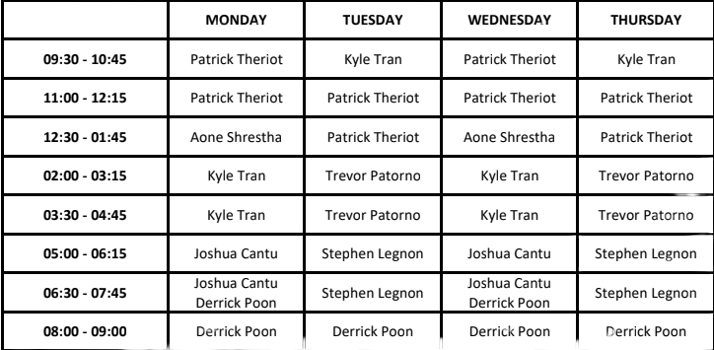 MONDAY TUESDAY WEDNESDAY THURSDAY
09:30 - 10:45 Patrick Theriot Kyle Tran Patrick Theriot Kyle Tran
11:00 - 12:15 Patrick Theriot Patrick Theriot Patrick Theriot Patrick Theriot
12:30 - 01:45 Aone Shrestha Patrick Theriot Aone Shrestha Patrick Theriot
02:00 - 03:15 Kyle Tran Trevor Patorno Kyle Tran Trevor Patorno
03:30 - 04:45 Kyle Tran Trevor Patorno Kyle Tran Trevor Patorno
05:00 - 06:15 Joshua Cantu Stephen Legnon Joshua Cantu Stephen Legnon
06:30 - 07:45 Joshua Cantu Stephen Legnon Joshua Cantu Stephen Legnon
Derrick Poon Derrick Poon
08:00 - 09:00 Derrick Poon Derrick Poon Derrick Poon Derrick Poon